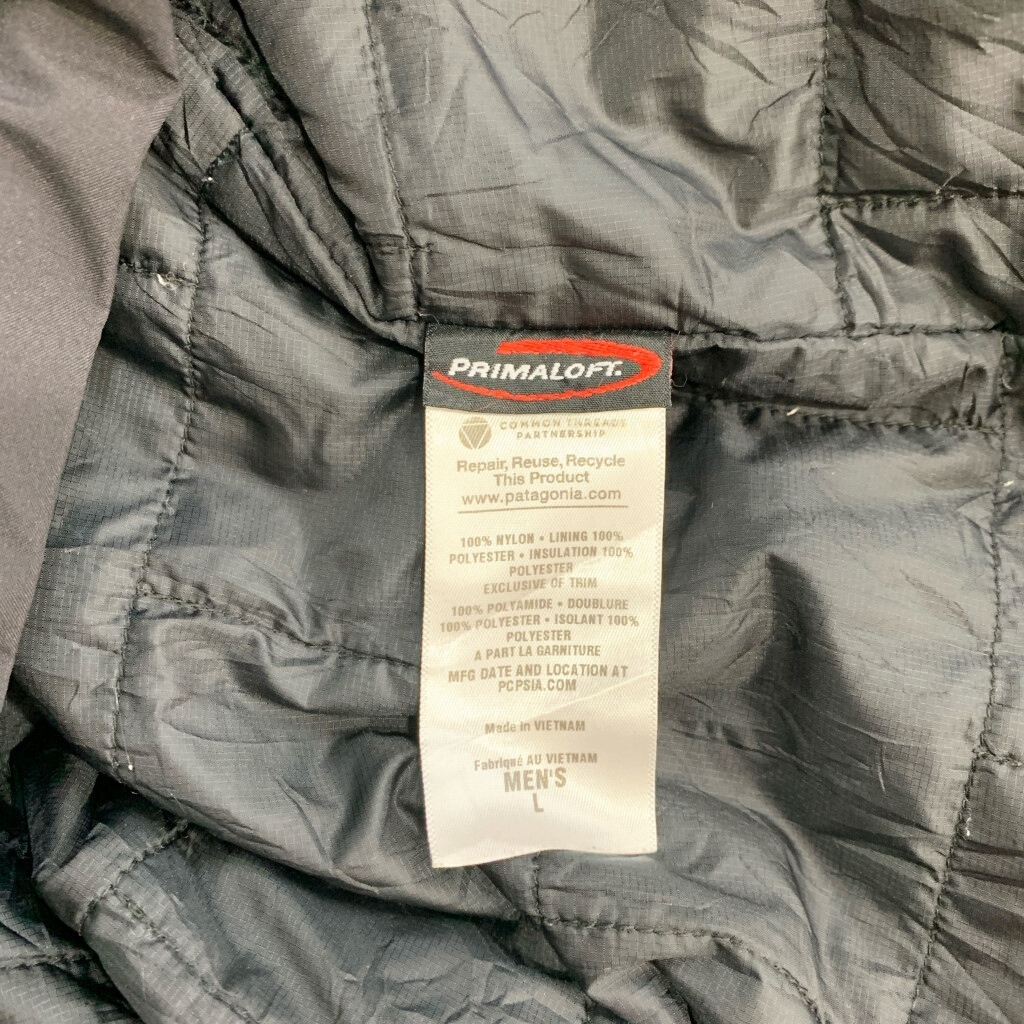 PRIMALOFT.
COMMON THREADS
PARTNERSHIP
Repair, Reuse, Recycle
This Product
www.patagonia.com
100% NYLON • LINING 100%
POLYESTER • INSULATION 100%
POLYESTER
EXCLUSIVE OF TRIM
100% POLYAMIDE • DOUBLURE
100% POLYESTER • ISOLANT 100%
POLYESTER
A PART LA GARNITURE
MFG DATE AND LOCATION AT
PCPSIA.COM
Made in VIETNAM
Fabriqué AU VIETNAM
MEN'S
L